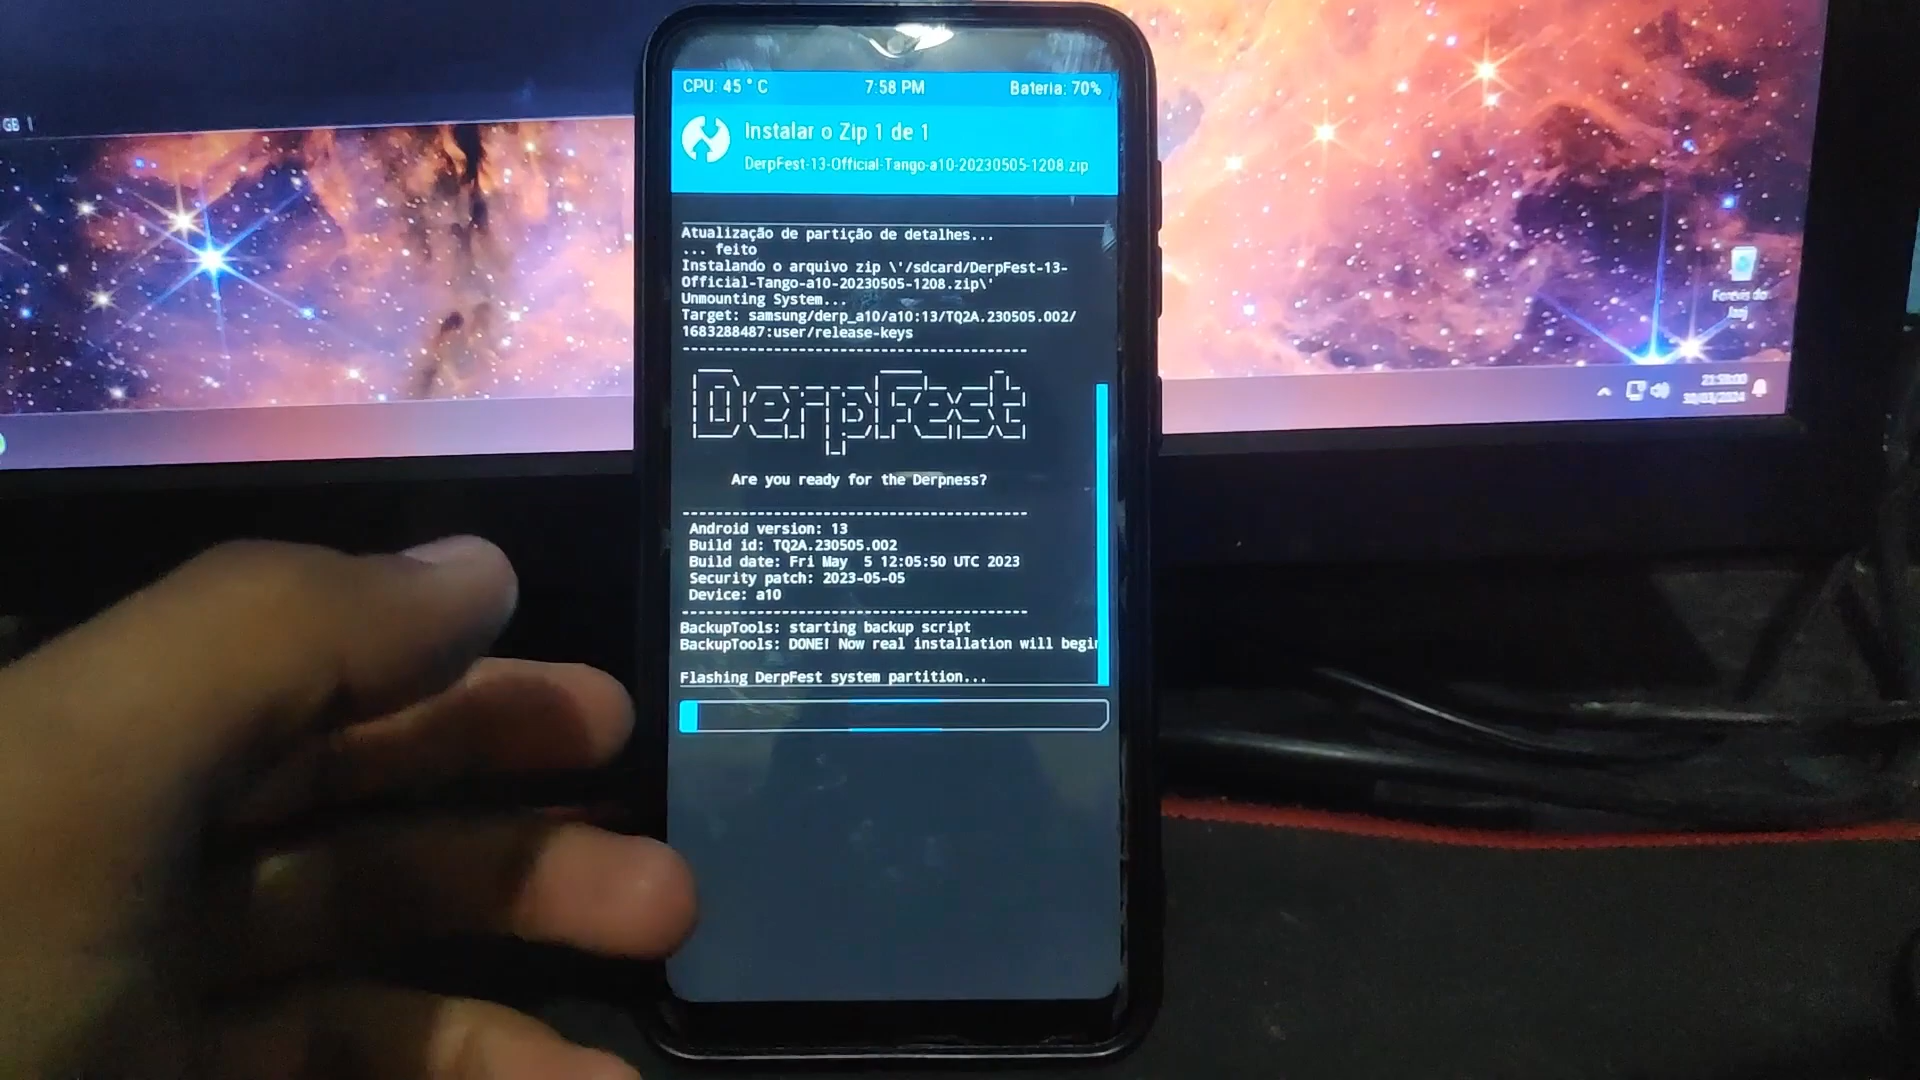 GB
CPU: 45 °C 7:58 PM Bateria: 70%
Instalar o Zip 1 de 1
DerpFest-13-Official-Tango-a10-20230505-1208.zip
Atualização de partição de detalhes...
... feito
Instalando o arquivo zip \'/sdcard/DerpFest-13-
Official-Tango-a10-20230505-1208.zip\'
Unmounting System...
Target: samsung/derp_a10/a10:13/TQ2A.230505.002/
1683288487:user/release-keys
DerpFest
Are you ready for the Derpness?
Android version: 13
Build id: TQ2A.230505.002
Build date: Fri May  5 12:05:50 UTC 2023
Security patch: 2023-05-05
Device: a10
BackupTools: starting backup script
BackupTools: DONE! Now real installation will begin
Flashing DerpFest system partition...
30/03/2024